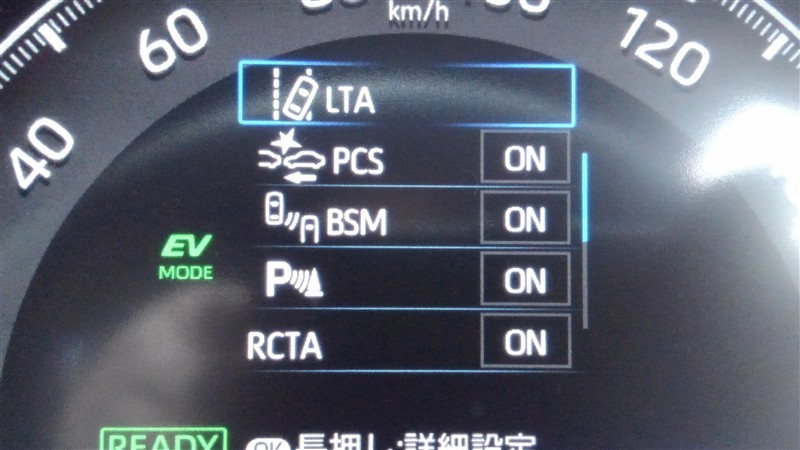 km/h
60
120
40
LTA
PCS ON
BSM ON
EV
MODE
P ON
RCTA ON
READY
OK 長押し:詳細設定